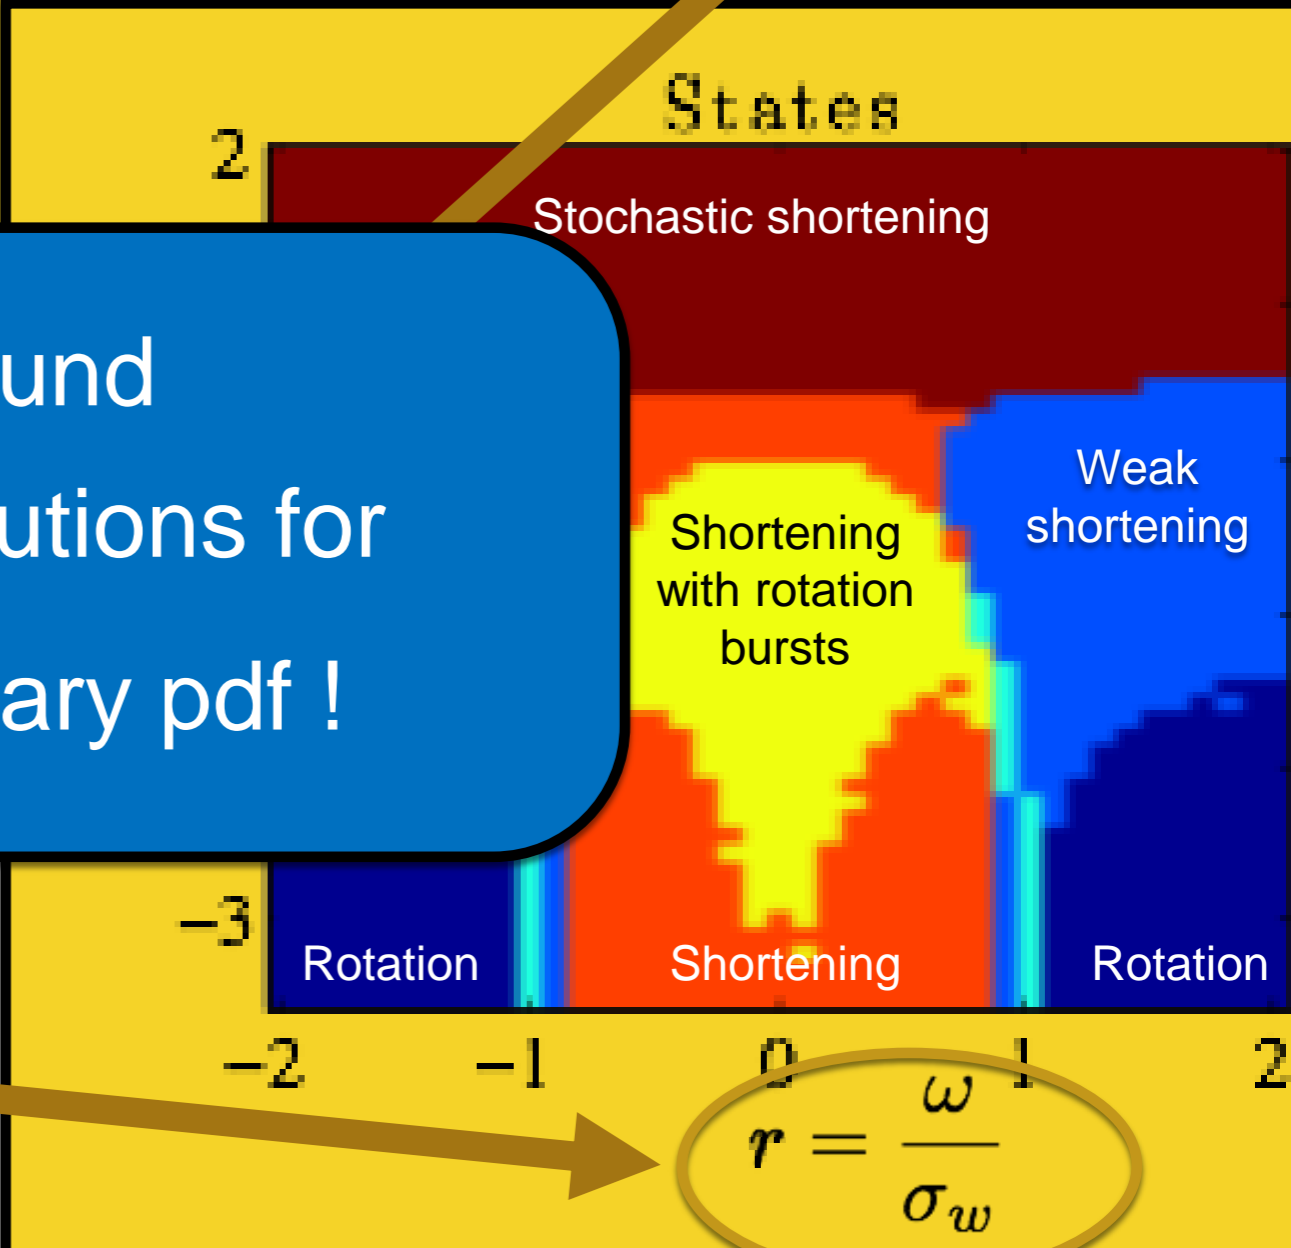 States
2
Stochastic shortening
und
utions for
ary pdf !
Weak
shortening
Shortening
with rotation
bursts
−3
Rotation
Shortening
Rotation
−2 −1 0 1 2
r = ω / σ_w